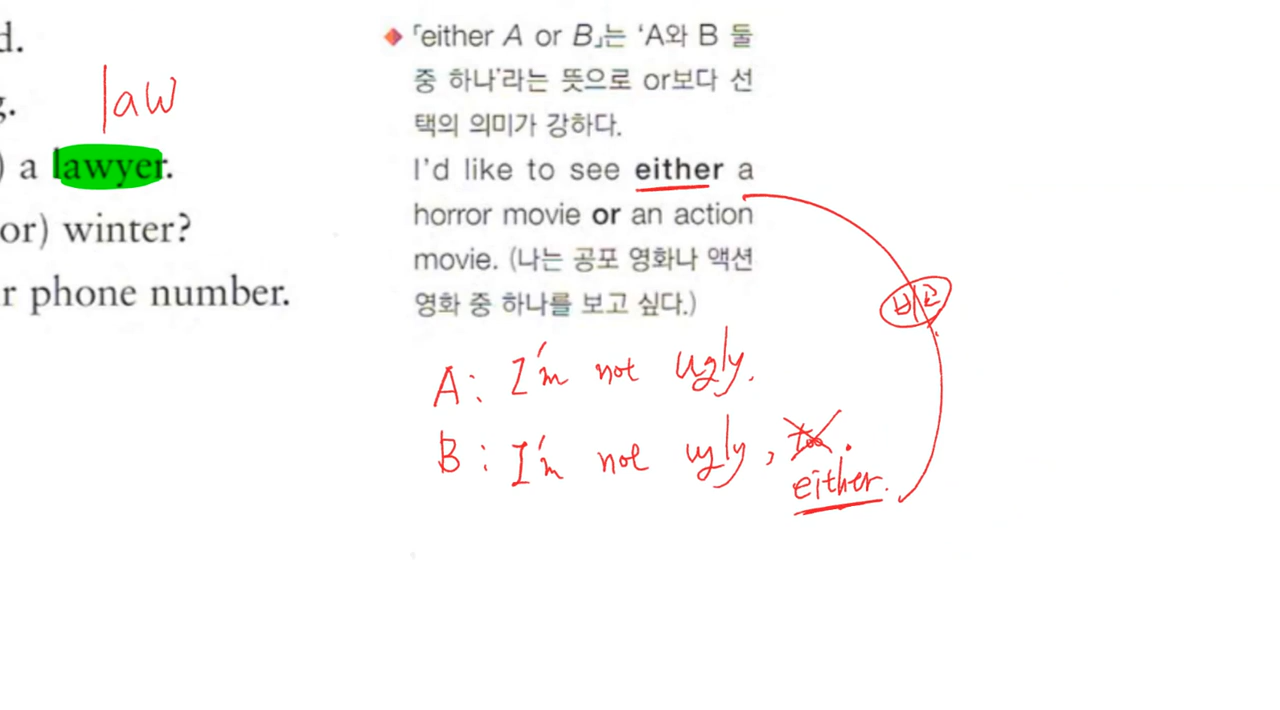 d.
g.
law
) a lawyer.
or) winter?
r phone number.
「either A or B」는 ‘A와 B 둘
중 하나’라는 뜻으로 or보다 선
택의 의미가 강하다.
I’d like to see either a
horror movie or an action
movie. (나는 공포 영화나 액션
영화 중 하나를 보고 싶다.)
비교
A: I'm not ugly.
B: I'm not ugly, too.
either.